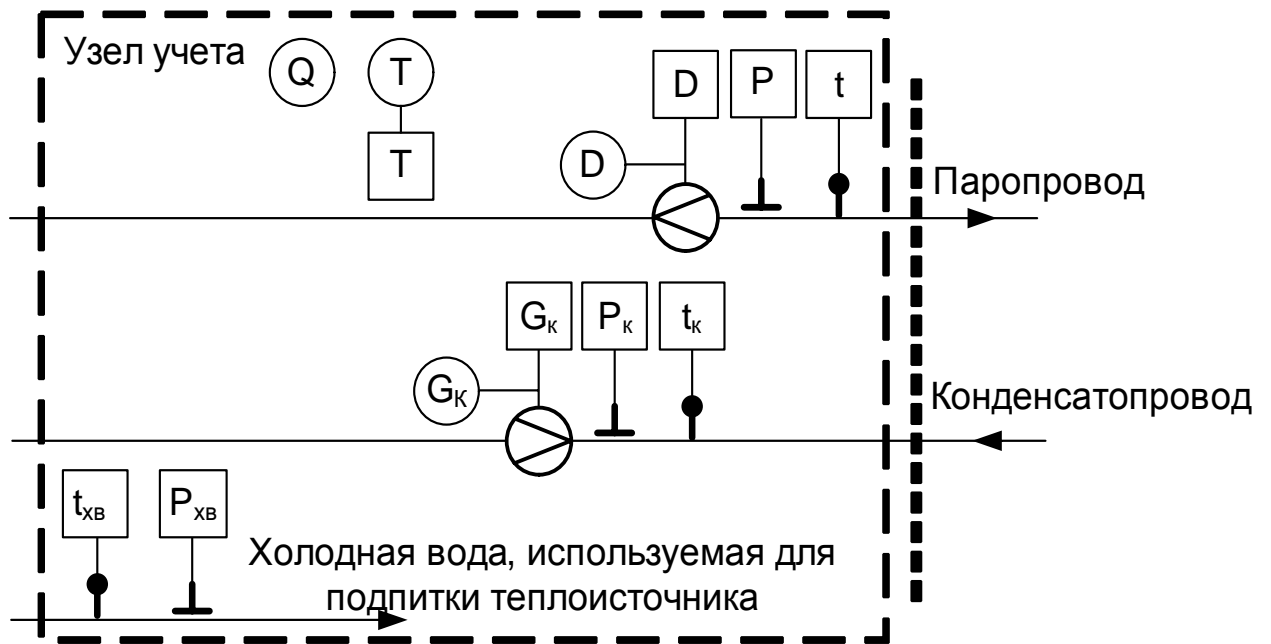 Узел учета
Q T D P t
T D
Паропровод
Gк Pк tк
Gк
Конденсатопровод
tхв Pхв
Холодная вода, используемая для
подпитки теплоисточника